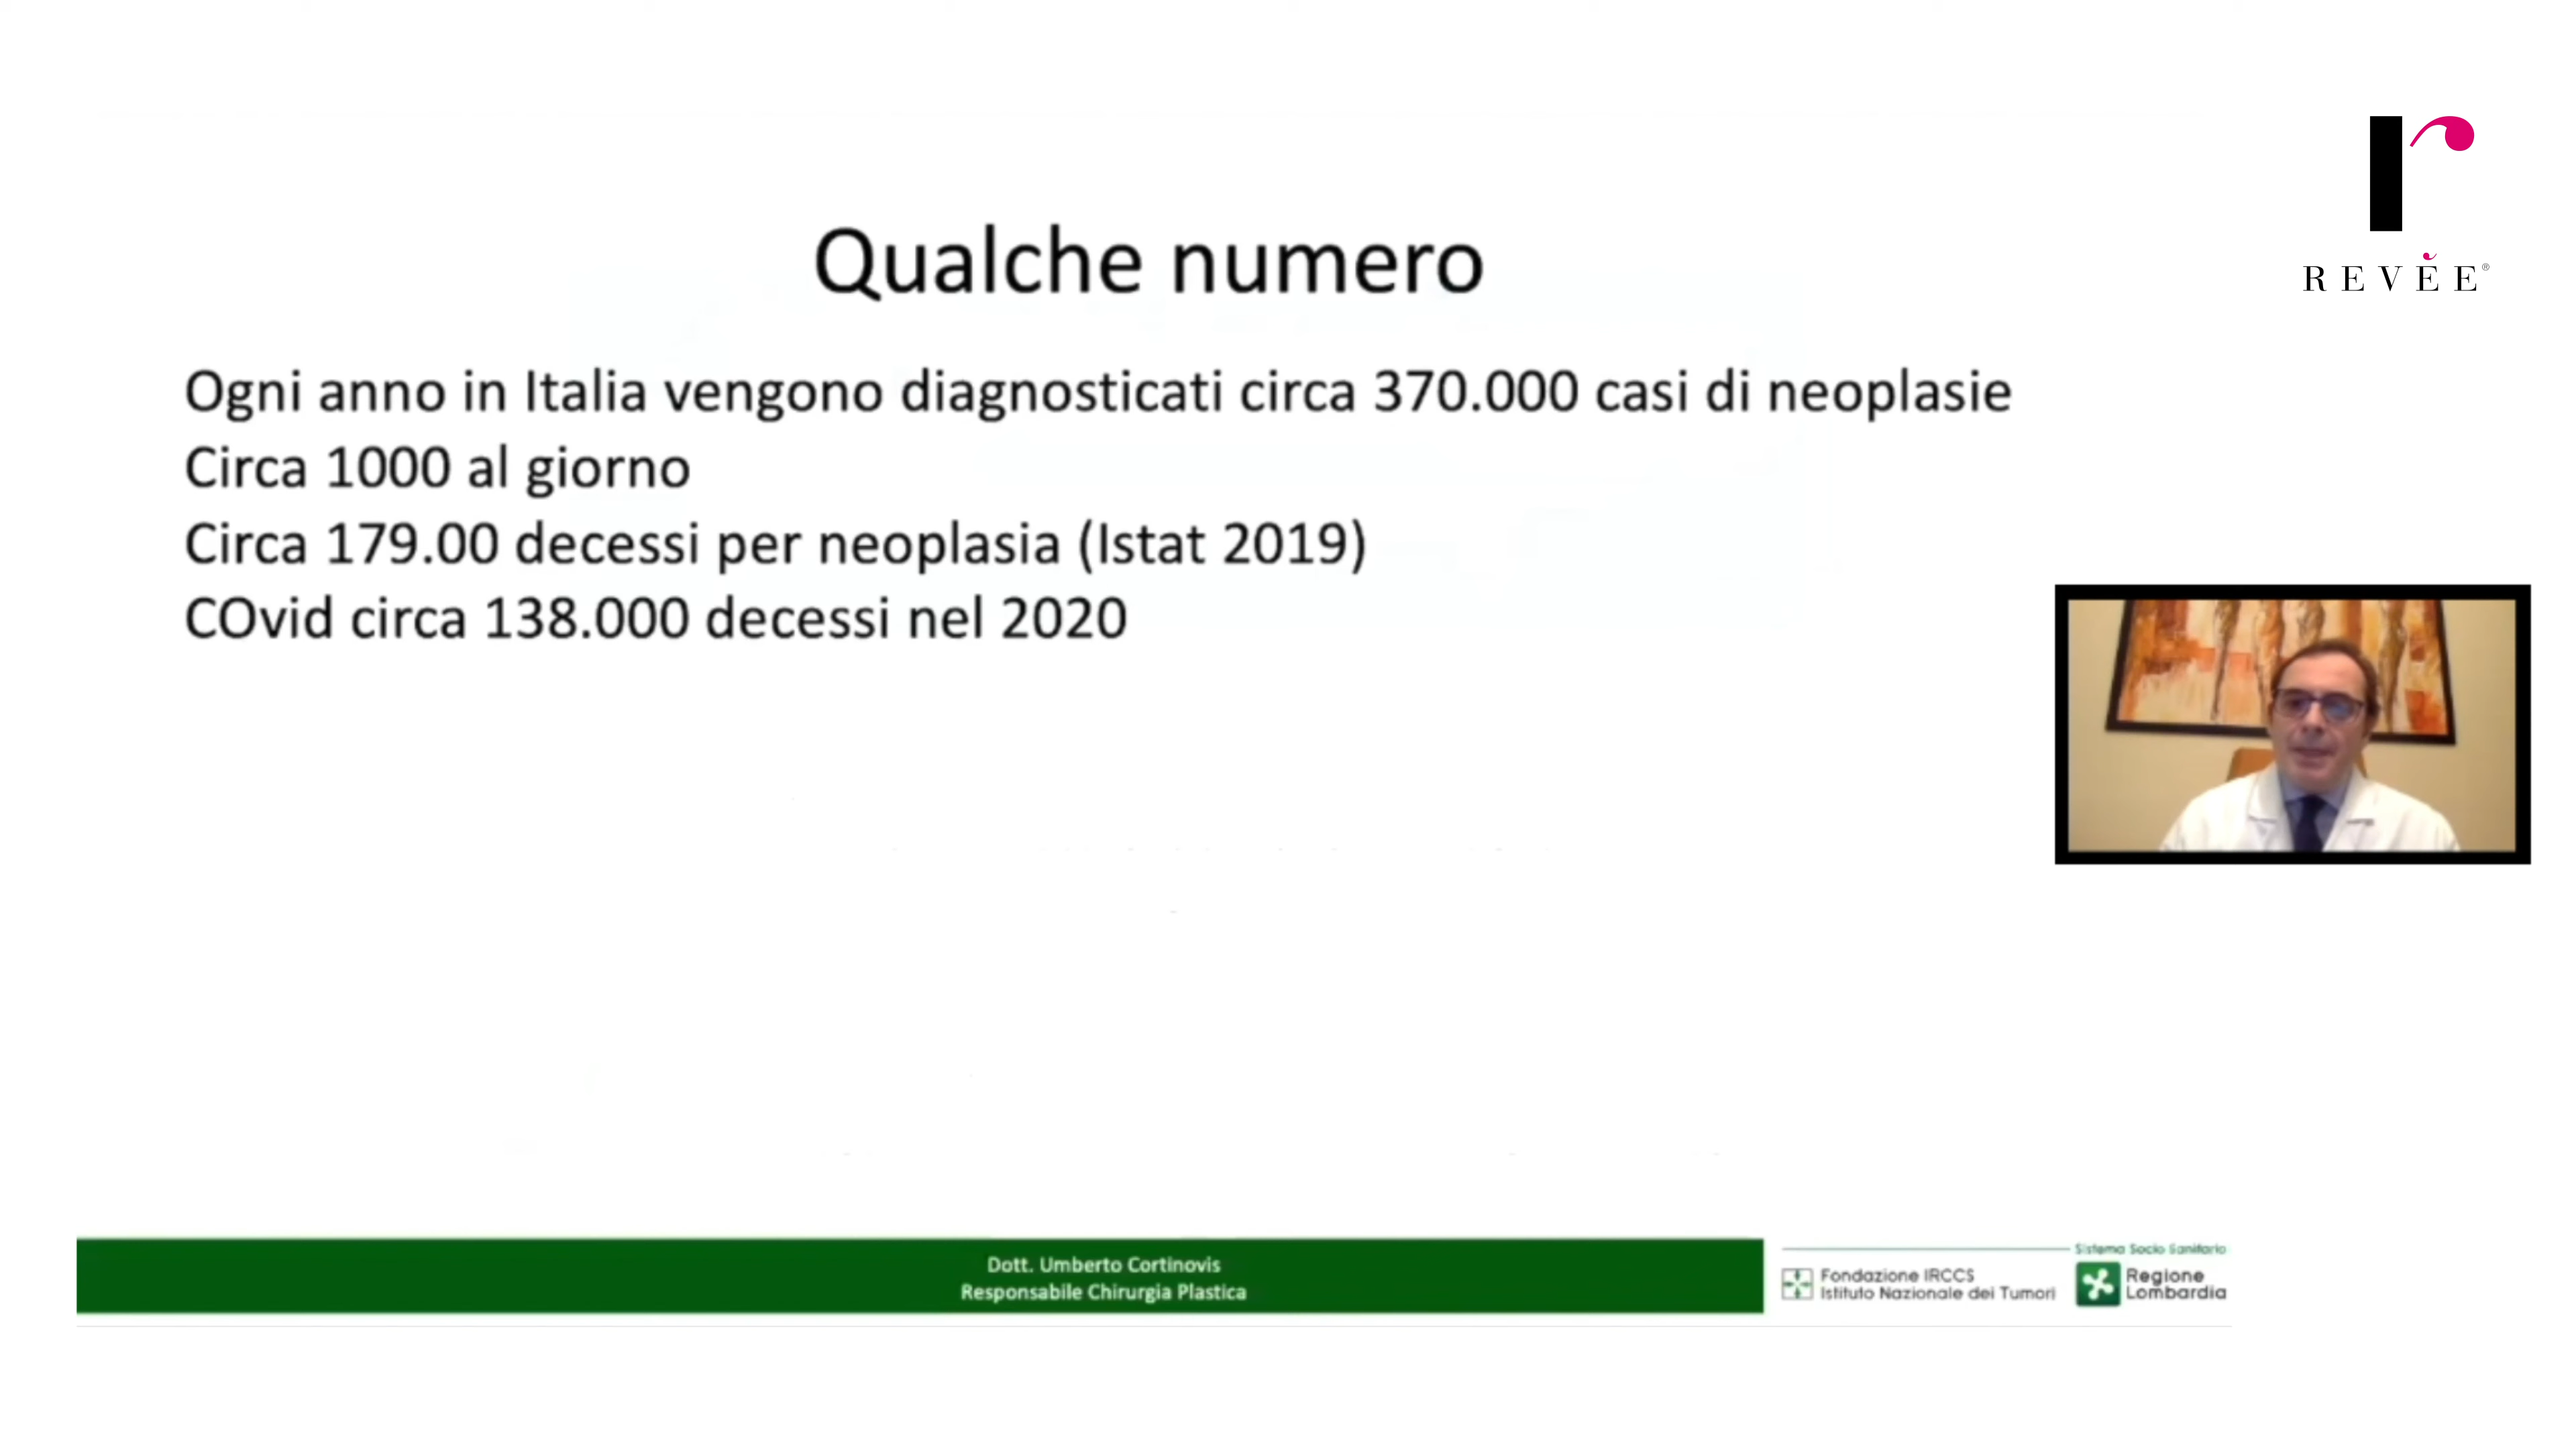 Qualche numero
Ogni anno in Italia vengono diagnosticati circa 370.000 casi di neoplasie
Circa 1000 al giorno
Circa 179.00 decessi per neoplasia (Istat 2019)
COvid circa 138.000 decessi nel 2020
r
REVĔE®
Dott. Umberto Cortinovis
Responsabile Chirurgia Plastica
Sistema Socio Sanitario
Fondazione IRCCS
Istituto Nazionale dei Tumori
Regione
Lombardia